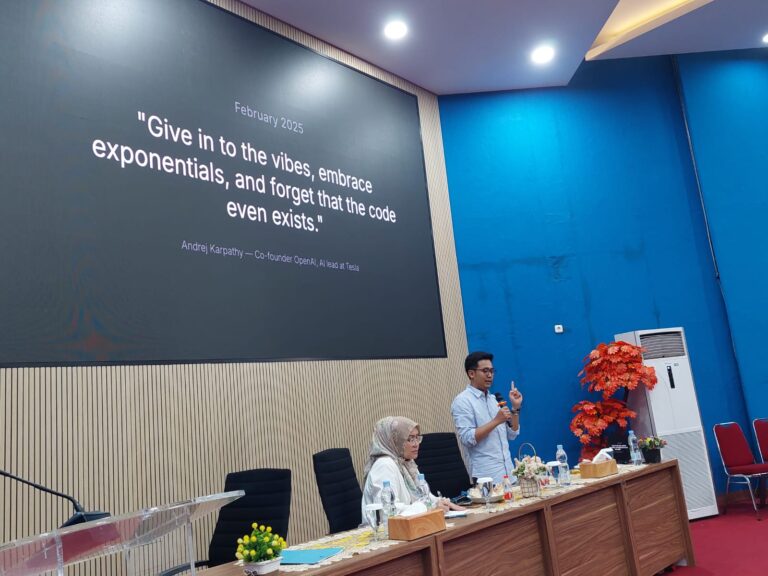 February 2025
"Give in to the vibes, embrace
exponentials, and forget that the code
even exists."
Andrej Karpathy — Co-founder OpenAI, AI lead at Tesla